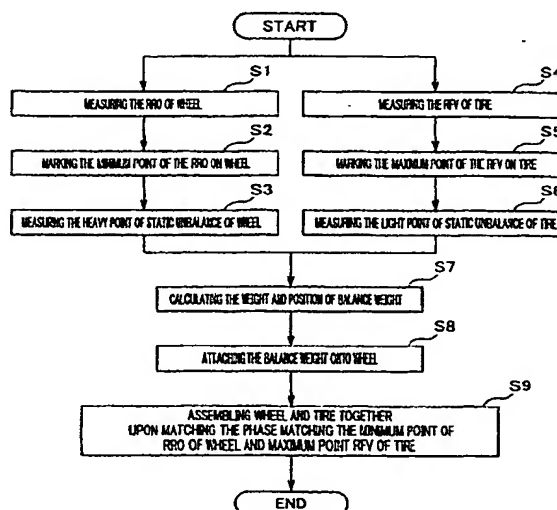 START
S1
MEASURING THE RRO OF WHEEL
S2
MARKING THE MINIMUM POINT OF THE RRO ON WHEEL
S3
MEASURING THE HEAVY POINT OF STATIC UNBALANCE OF WHEEL
S4
MEASURING THE RFV OF TIRE
S5
MARKING THE MAXIMUM POINT OF THE RFV ON TIRE
S6
MEASURING THE LIGHT POINT OF STATIC UNBALANCE OF TIRE
S7
CALCULATING THE WEIGHT AND POSITION OF BALANCE WEIGHT
S8
ATTACHING THE BALANCE WEIGHT ONTO WHEEL
S9
ASSEMBLING WHEEL AND TIRE TOGETHER
UPON MATCHING THE PHASE MATCHING THE MINIMUM POINT OF
RRO OF WHEEL AND MAXIMUM POINT RFV OF TIRE
END